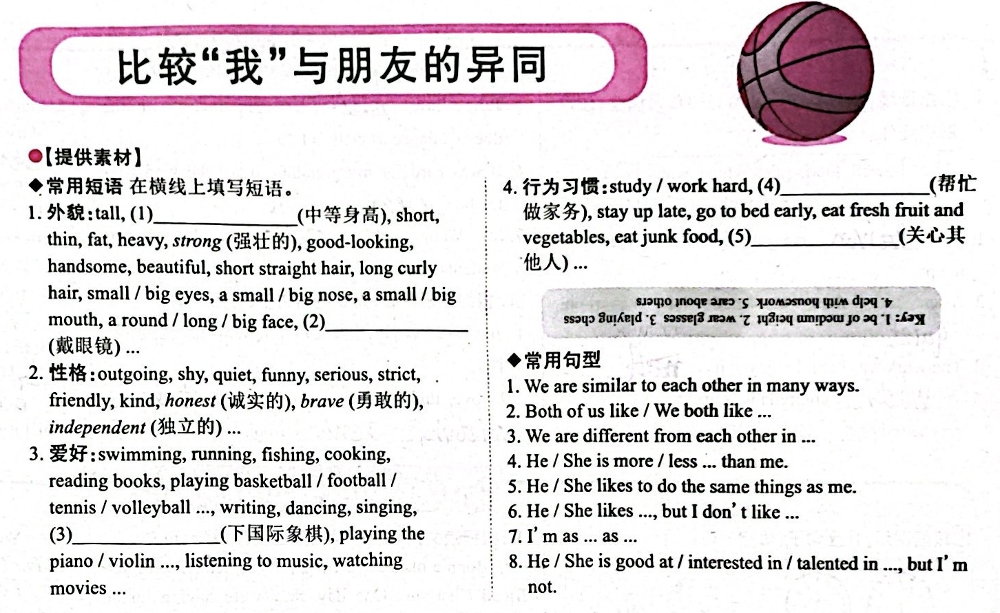 比较“我”与朋友的异同
●【提供素材】
◆常用短语 在横线上填写短语。
1. 外貌:tall, (1)______________(中等身高), short,
thin, fat, heavy, strong (强壮的), good-looking,
handsome, beautiful, short straight hair, long curly
hair, small / big eyes, a small / big nose, a small / big
mouth, a round / long / big face, (2)______________
(戴眼镜) ...
2. 性格:outgoing, shy, quiet, funny, serious, strict,
friendly, kind, honest (诚实的), brave (勇敢的),
independent (独立的) ...
3. 爱好:swimming, running, fishing, cooking,
reading books, playing basketball / football /
tennis / volleyball ..., writing, dancing, singing,
(3)______________(下国际象棋), playing the
piano / violin ..., listening to music, watching
movies ...
4. 行为习惯:study / work hard, (4)______________(帮忙
做家务), stay up late, go to bed early, eat fresh fruit and
vegetables, eat junk food, (5)______________(关心其
他人) ...
Key: 1. be of medium height 2. wear glasses 3. playing chess
4. help with housework 5. care about others
◆常用句型
1. We are similar to each other in many ways.
2. Both of us like / We both like ...
3. We are different from each other in ...
4. He / She is more / less ... than me.
5. He / She likes to do the same things as me.
6. He / She likes ..., but I don't like ...
7. I'm as ... as ...
8. He / She is good at / interested in / talented in ..., but I'm
not.